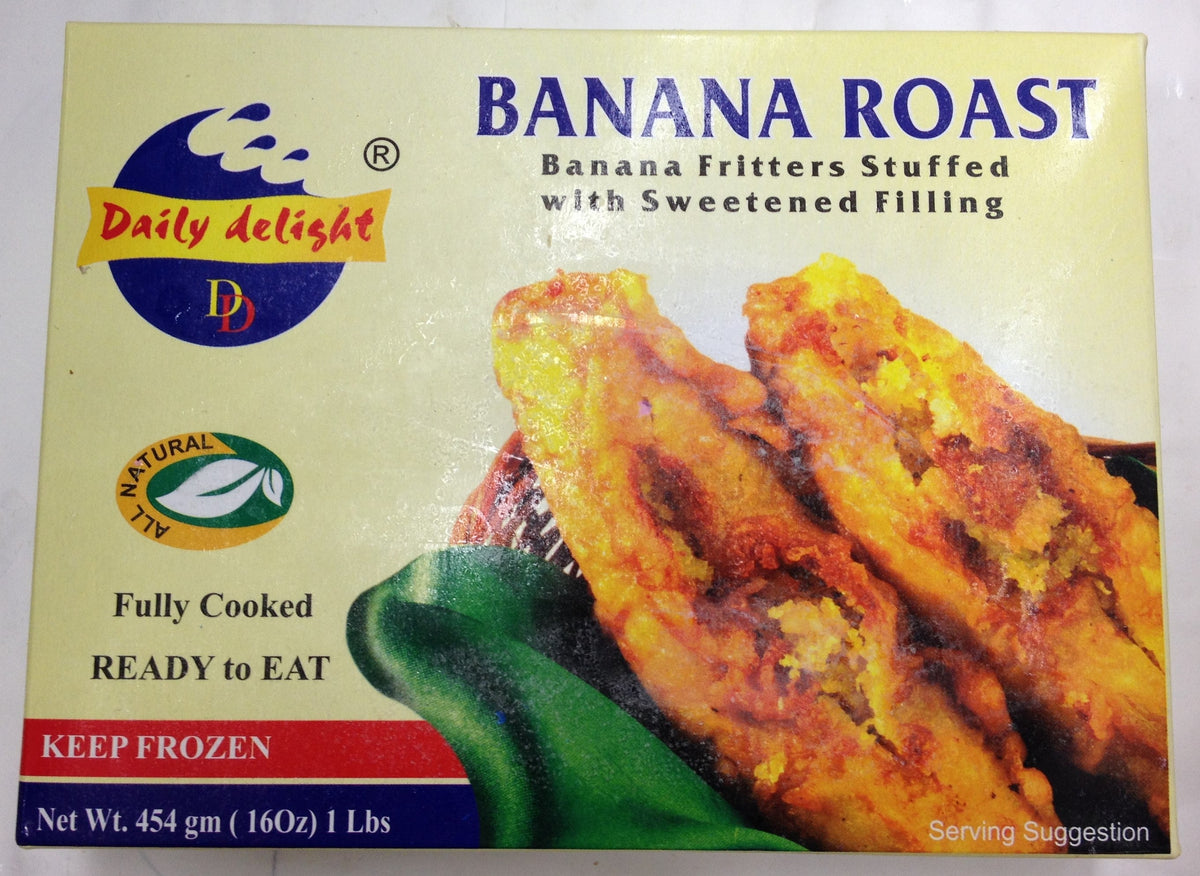 BANANA ROAST
Banana Fritters Stuffed
with Sweetened Filling
®
Daily delight
DD
ALL NATURAL
Fully Cooked
READY to EAT
KEEP FROZEN
Net Wt. 454 gm ( 16Oz) 1 Lbs
Serving Suggestion